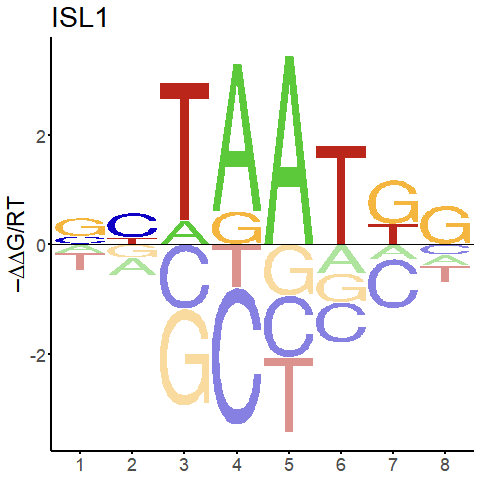 ISL1
−ΔΔG/RT
2
0
-2
G C T A A T G G
C T A G G A T C
A G C T C G A A
T A G C T C C T
1 2 3 4 5 6 7 8